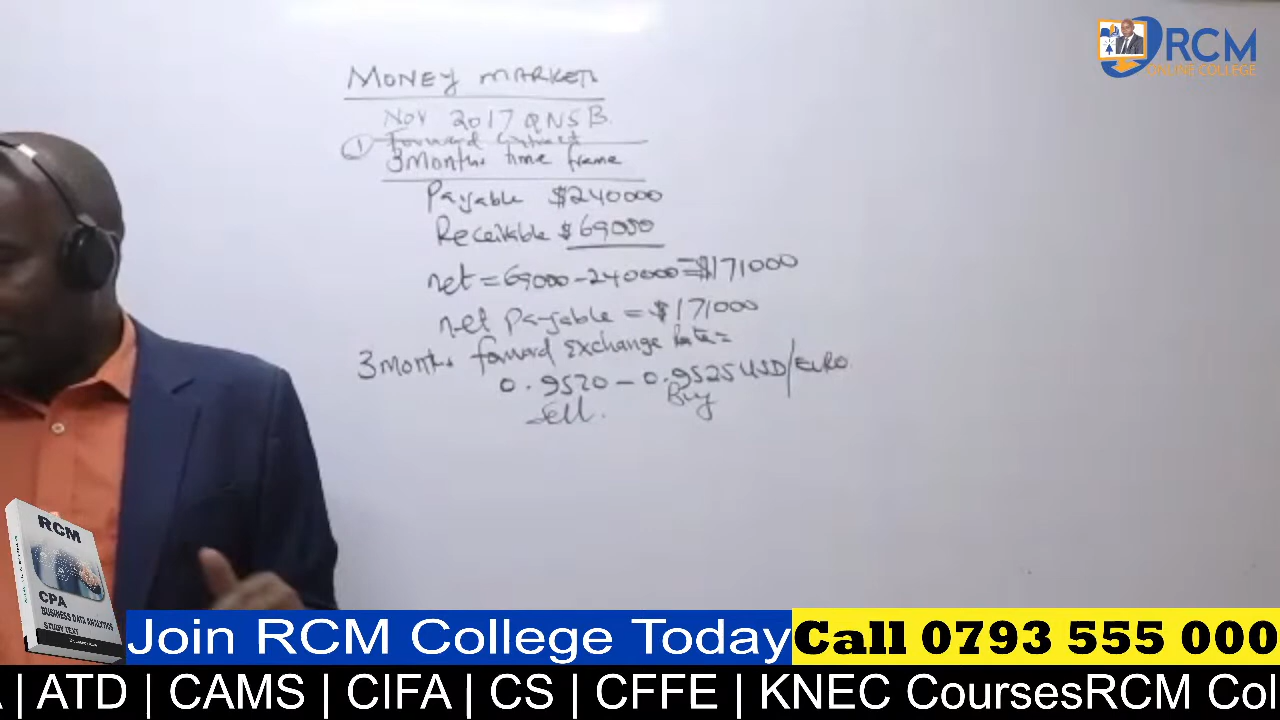 RCM
ONLINE COLLEGE
MONEY MARKET
Nov 2017 QNS B.
① Forward Contract
3 months time frame
Payable $240000
Receivable $69000
net = 69000 - 240000 = $171000
net payable = $171000
3 months forward exchange Rate =
0.9520 - 0.9525 USD/EURO
Sell. Buy
RCM
CPA
BUSINESS DATA ANALYTICS
STUDY TEXT
Join RCM College Today Call 0793 555 000
| ATD | CAMS | CIFA | CS | CFFE | KNEC CoursesRCM Col